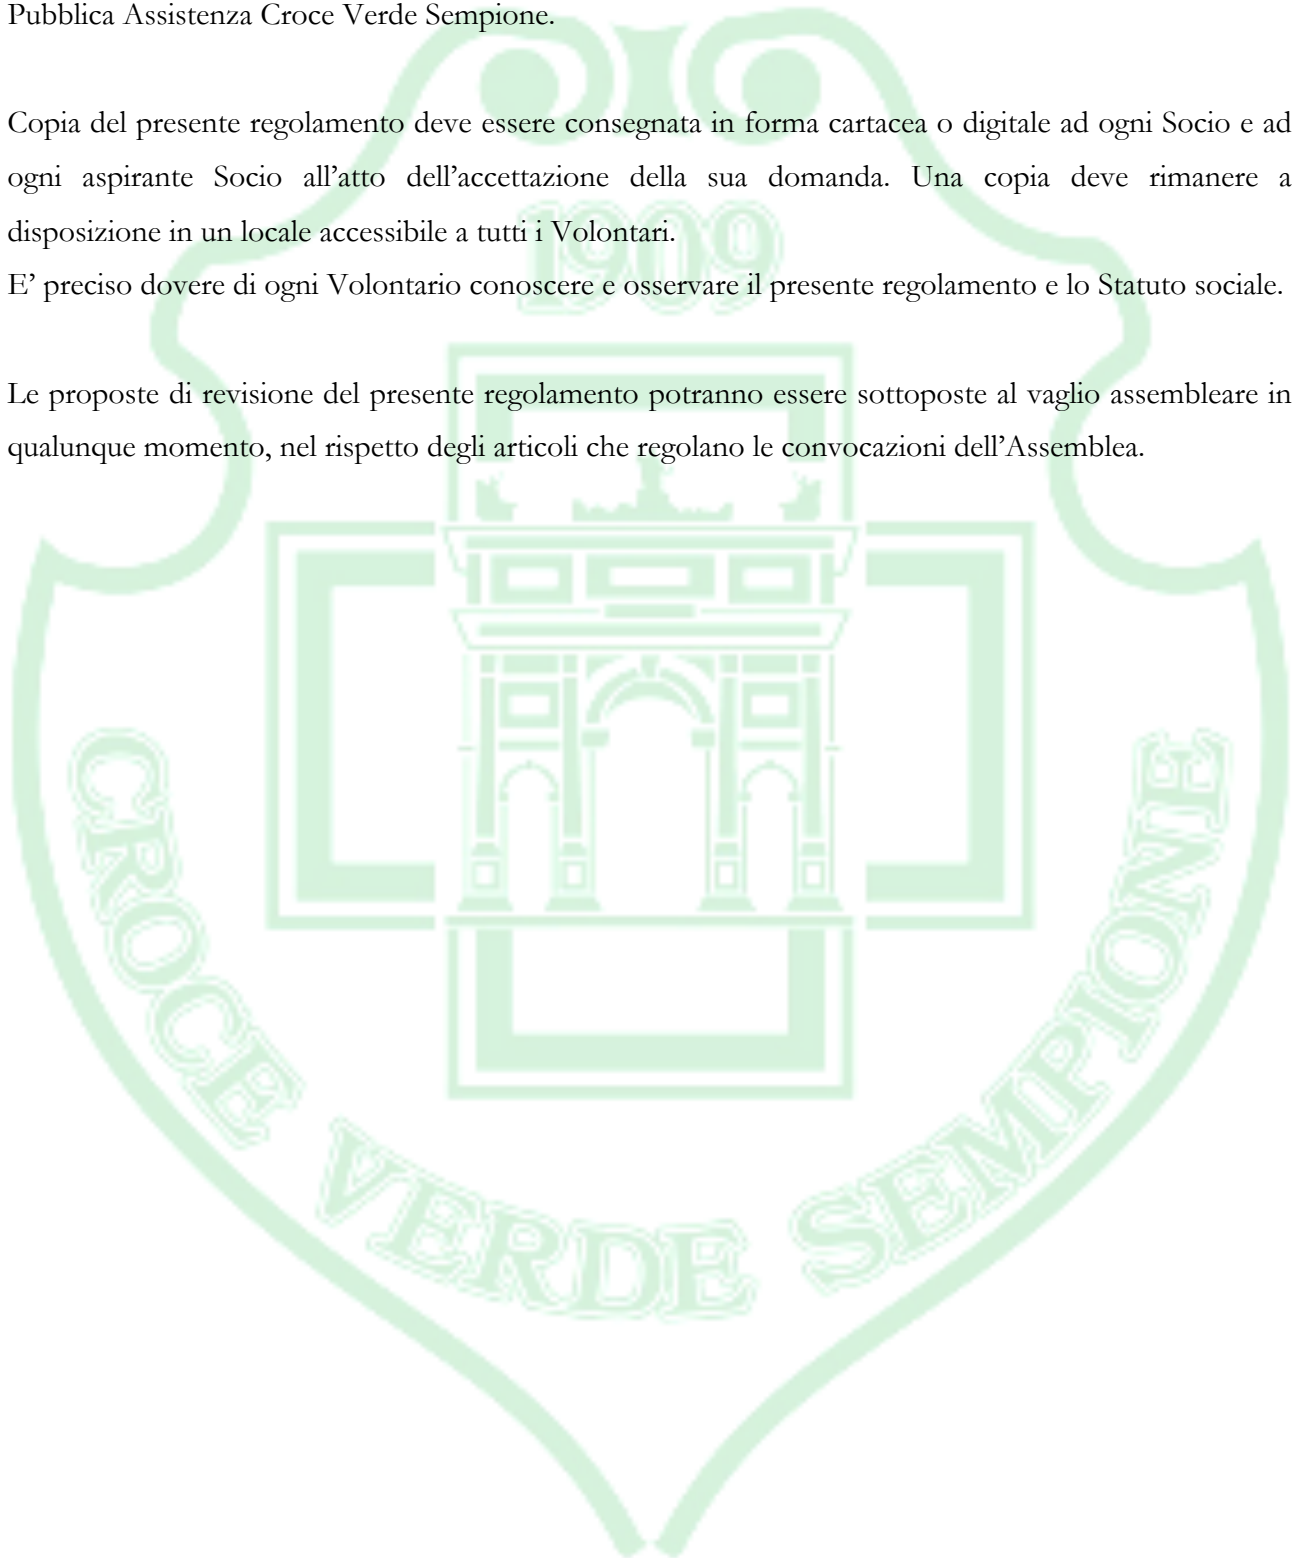 Pubblica Assistenza Croce Verde Sempione.
Copia del presente regolamento deve essere consegnata in forma cartacea o digitale ad ogni Socio e ad
ogni aspirante Socio all’atto dell’accettazione della sua domanda. Una copia deve rimanere a
disposizione in un locale accessibile a tutti i Volontari.
E’ preciso dovere di ogni Volontario conoscere e osservare il presente regolamento e lo Statuto sociale.
Le proposte di revisione del presente regolamento potranno essere sottoposte al vaglio assembleare in
qualunque momento, nel rispetto degli articoli che regolano le convocazioni dell’Assemblea.
1909
CROCE VERDE SEMPIONE